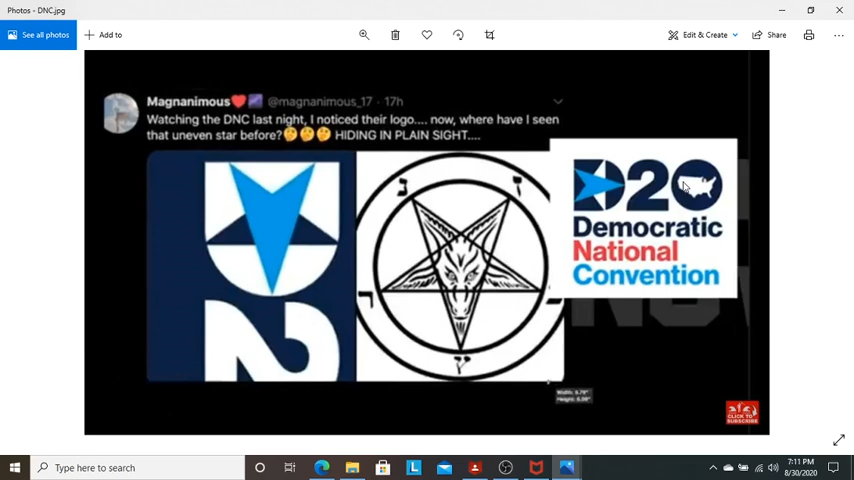 Photos - DNC.jpg
See all photos
Add to
Edit & Create
Share
Magnanimous @magnanimous_17 · 17h
Watching the DNC last night, I noticed their logo.... now, where have I seen
that uneven star before?🤔🤔🤔 HIDING IN PLAIN SIGHT....
D20
Democratic
National
Convention
2
CLICK TO
SUBSCRIBE
Type here to search
7:11 PM
8/30/2020